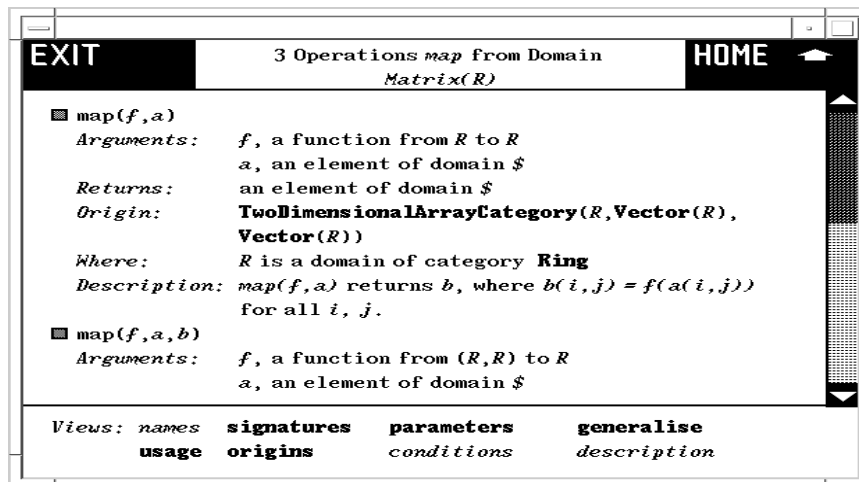 EXIT
3 Operations map from Domain
Matrix(R)
HOME
map(f,a)
Arguments: f, a function from R to R
a, an element of domain $
Returns: an element of domain $
Origin: TwoDimensionalArrayCategory(R,Vector(R),
Vector(R))
Where: R is a domain of category Ring
Description: map(f,a) returns b, where b(i,j) = f(a(i,j))
for all i, j.
map(f,a,b)
Arguments: f, a function from (R,R) to R
a, an element of domain $
Views: names signatures parameters generalise
usage origins conditions description